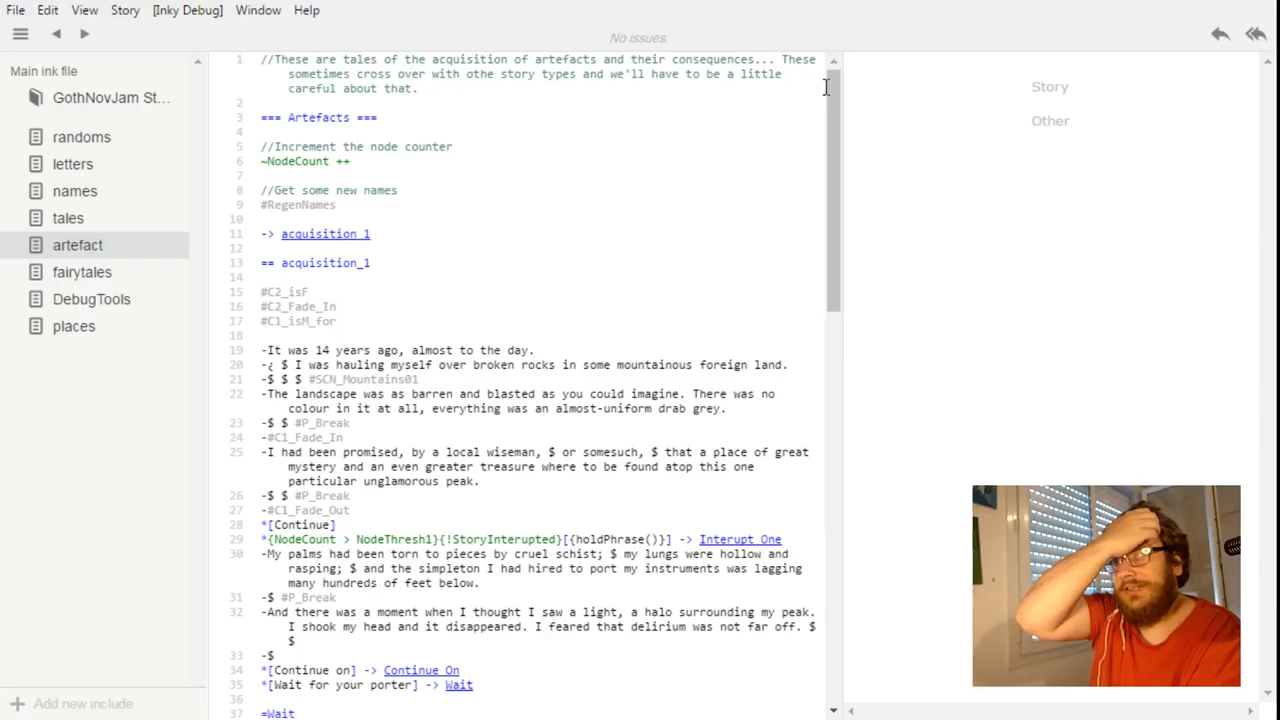 File Edit View Story [Inky Debug] Window Help
No issues.
Main ink file
GothNovJam St...
randoms
letters
names
tales
artefact
fairytales
DebugTools
places
Add new include
1 //These are tales of the acquisition of artefacts and their consequences... These
sometimes cross over with othe story types and we'll have to be a little
careful about that.
2
3 === Artefacts ===
4
5 //Increment the node counter
6 ~NodeCount ++
7
8 //Get some new names
9 #RegenNames
10
11 -> acquisition_1
12
13 == acquisition_1
14
15 #C2_isF
16 #C2_Fade_In
17 #C1_isM_for
18
19 -It was 14 years ago, almost to the day.
20 -¿ $ I was hauling myself over broken rocks in some mountainous foreign land.
21 -$ $ $ #SCN_Mountains01
22 -The landscape was as barren and blasted as you could imagine. There was no
colour in it at all, everything was an almost-uniform drab grey.
23 -$ $ #P_Break
24 -#C1_Fade_In
25 -I had been promised, by a local wiseman, $ or somesuch, $ that a place of great
mystery and an even greater treasure where to be found atop this one
particular unglamorous peak.
26 -$ $ #P_Break
27 -#C1_Fade_Out
28 *[Continue]
29 *{NodeCount > NodeThresh1}{!StoryInterupted}[{holdPhrase()}] -> Interupt_One
30 -My palms had been torn to pieces by cruel schist; $ my lungs were hollow and
rasping; $ and the simpleton I had hired to port my instruments was lagging
many hundreds of feet below.
31 -$ #P_Break
32 -And there was a moment when I thought I saw a light, a halo surrounding my peak.
I shook my head and it disappeared. I feared that delirium was not far off. $
$
33 -$
34 *[Continue on] -> Continue_On
35 *[Wait for your porter] -> Wait
36
37 =Wait
Story
Other